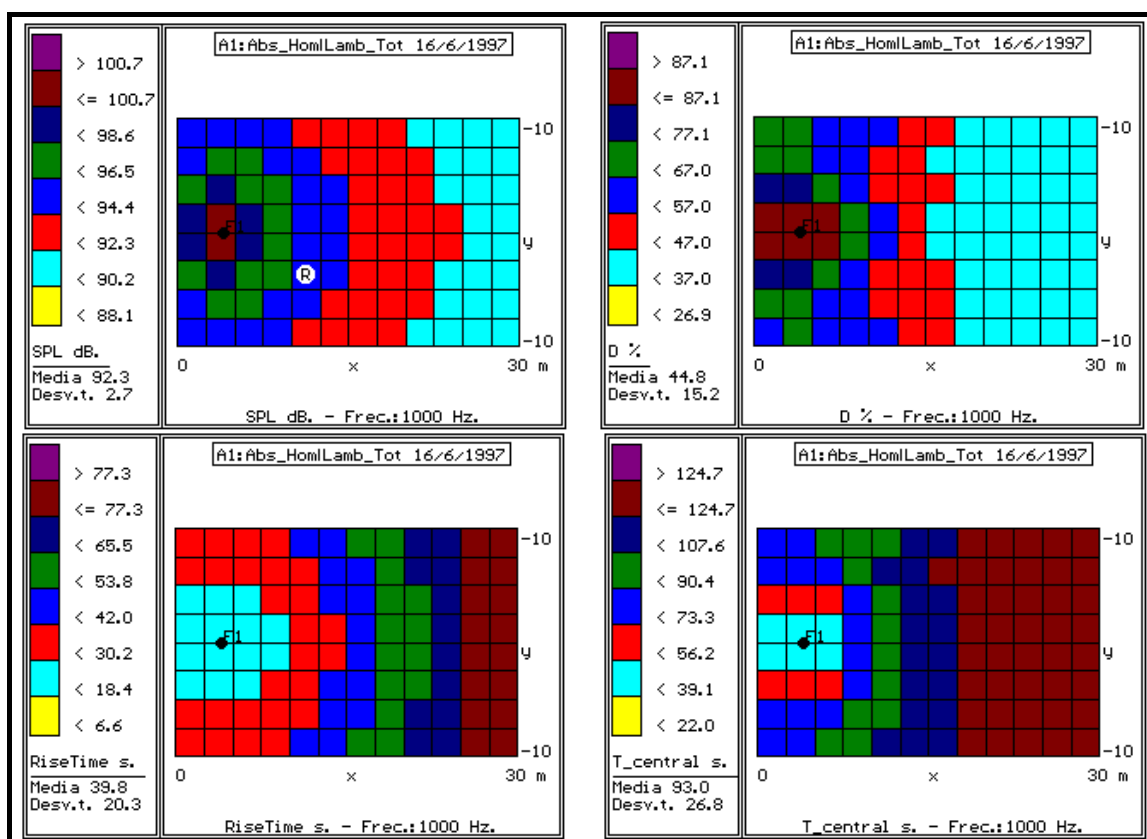 A1:Abs_HomlLamb_Tot 16/6/1997
> 100.7
<= 100.7
< 98.6
< 96.5
< 94.4
< 92.3
< 90.2
< 88.1
SPL dB.
Media 92.3
Desv.t. 2.7
F1
R
-10
y
-10
0
x
30 m
SPL dB. - Frec.:1000 Hz.
A1:Abs_HomlLamb_Tot 16/6/1997
> 87.1
<= 87.1
< 77.1
< 67.0
< 57.0
< 47.0
< 37.0
< 26.9
D %
Media 44.8
Desv.t. 15.2
F1
-10
y
-10
0
x
30 m
D % - Frec.:1000 Hz.
A1:Abs_HomlLamb_Tot 16/6/1997
> 77.3
<= 77.3
< 65.5
< 53.8
< 42.0
< 30.2
< 18.4
< 6.6
RiseTime s.
Media 39.8
Desv.t. 20.3
F1
-10
y
-10
0
x
30 m
RiseTime s. - Frec.:1000 Hz.
A1:Abs_HomlLamb_Tot 16/6/1997
> 124.7
<= 124.7
< 107.6
< 90.4
< 73.3
< 56.2
< 39.1
< 22.0
T_central s.
Media 93.0
Desv.t. 26.8
F1
-10
y
-10
0
x
30 m
T_central s. - Frec.:1000 Hz.